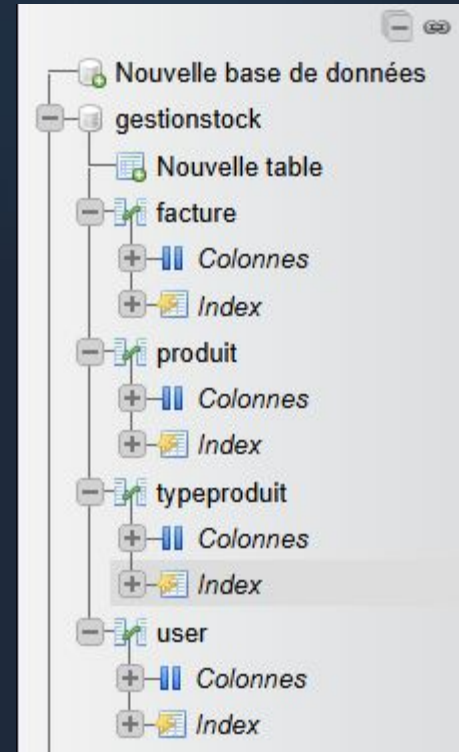 Nouvelle base de données
gestionstock
Nouvelle table
facture
Colonnes
Index
produit
Colonnes
Index
typeproduit
Colonnes
Index
user
Colonnes
Index